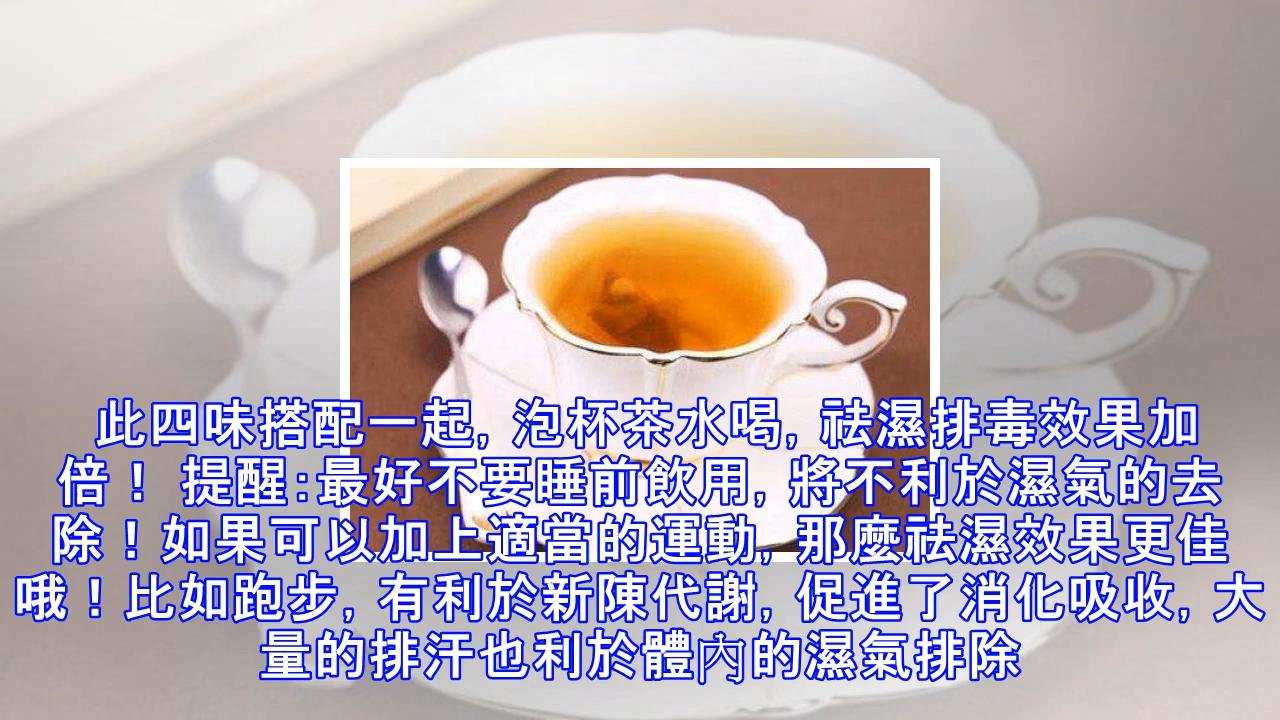 此四味搭配一起, 泡杯茶水喝, 祛濕排毒效果加
倍！ 提醒:最好不要睡前飲用, 將不利於濕氣的去
除！如果可以加上適當的運動, 那麼祛濕效果更佳
哦！比如跑步, 有利於新陳代謝, 促進了消化吸收, 大
量的排汗也利於體內的濕氣排除